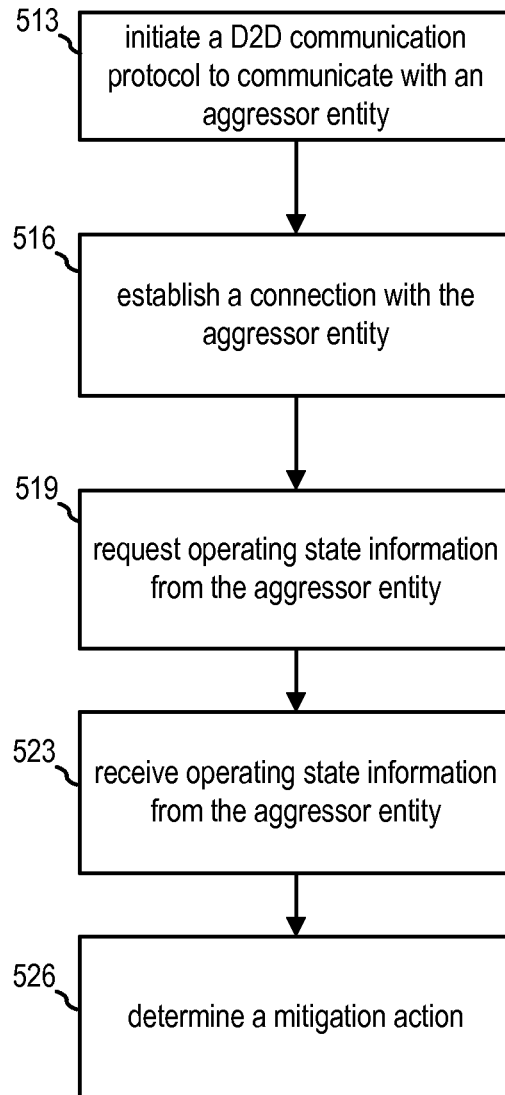 513
initiate a D2D communication
protocol to communicate with an
aggressor entity
516
establish a connection with the
aggressor entity
519
request operating state information
from the aggressor entity
523
receive operating state information
from the aggressor entity
526
determine a mitigation action